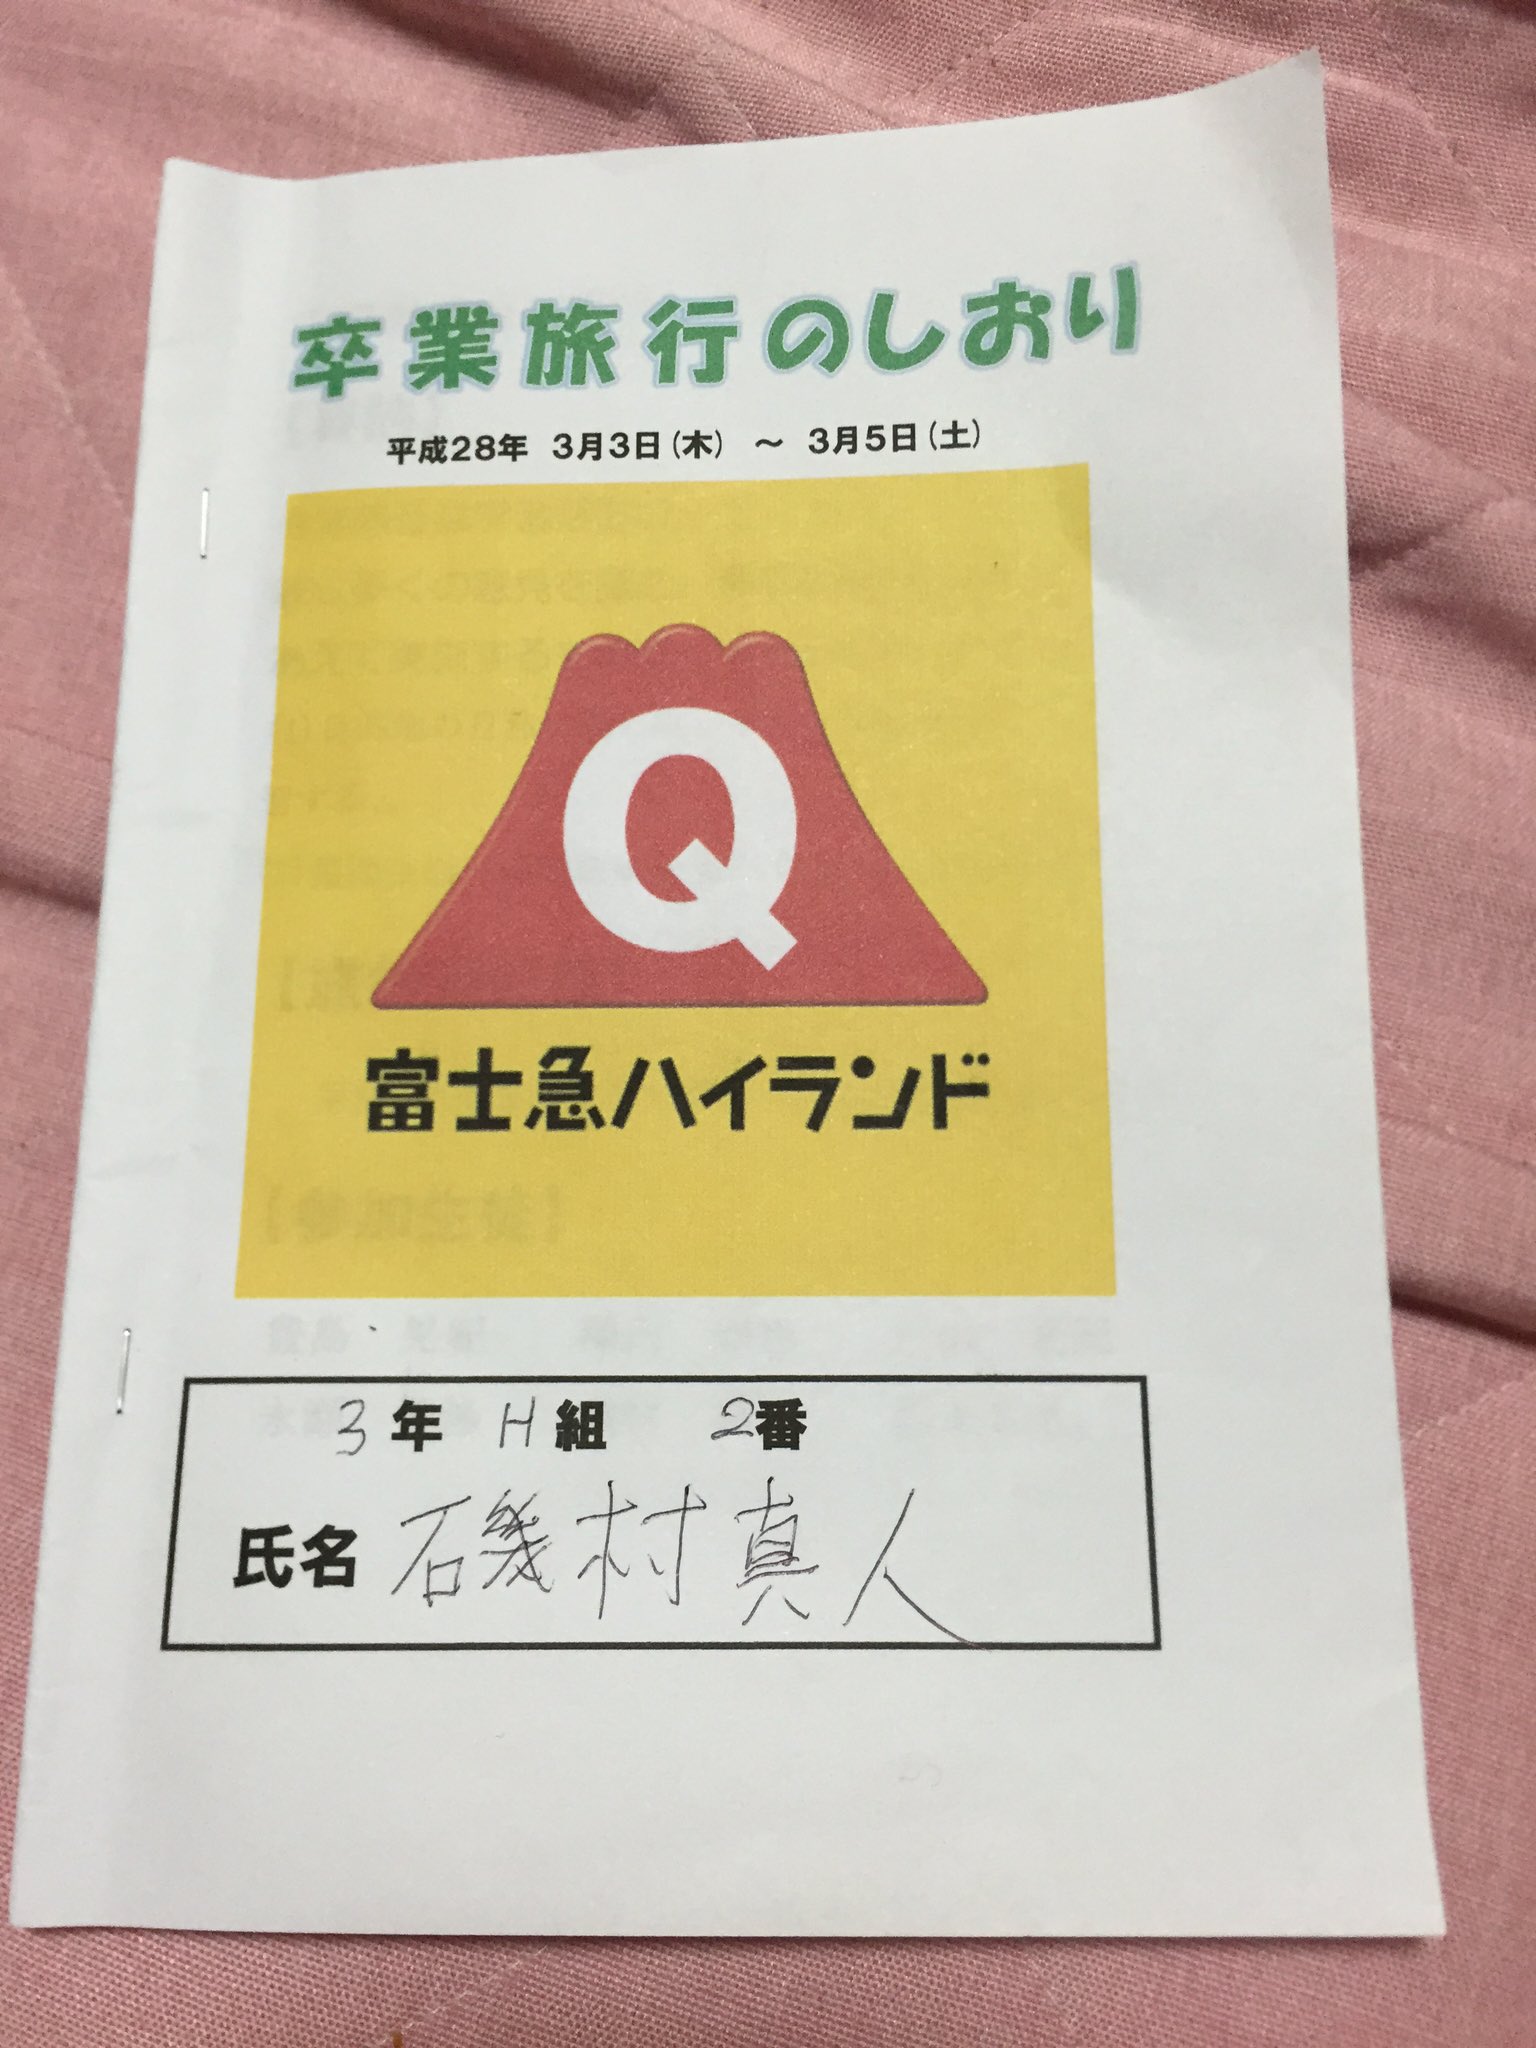 卒業旅行のしおり
平成28年 3月3日(木) ～ 3月5日(土)
Q
富士急ハイランド
3年 H組 2番
氏名 磯村真人